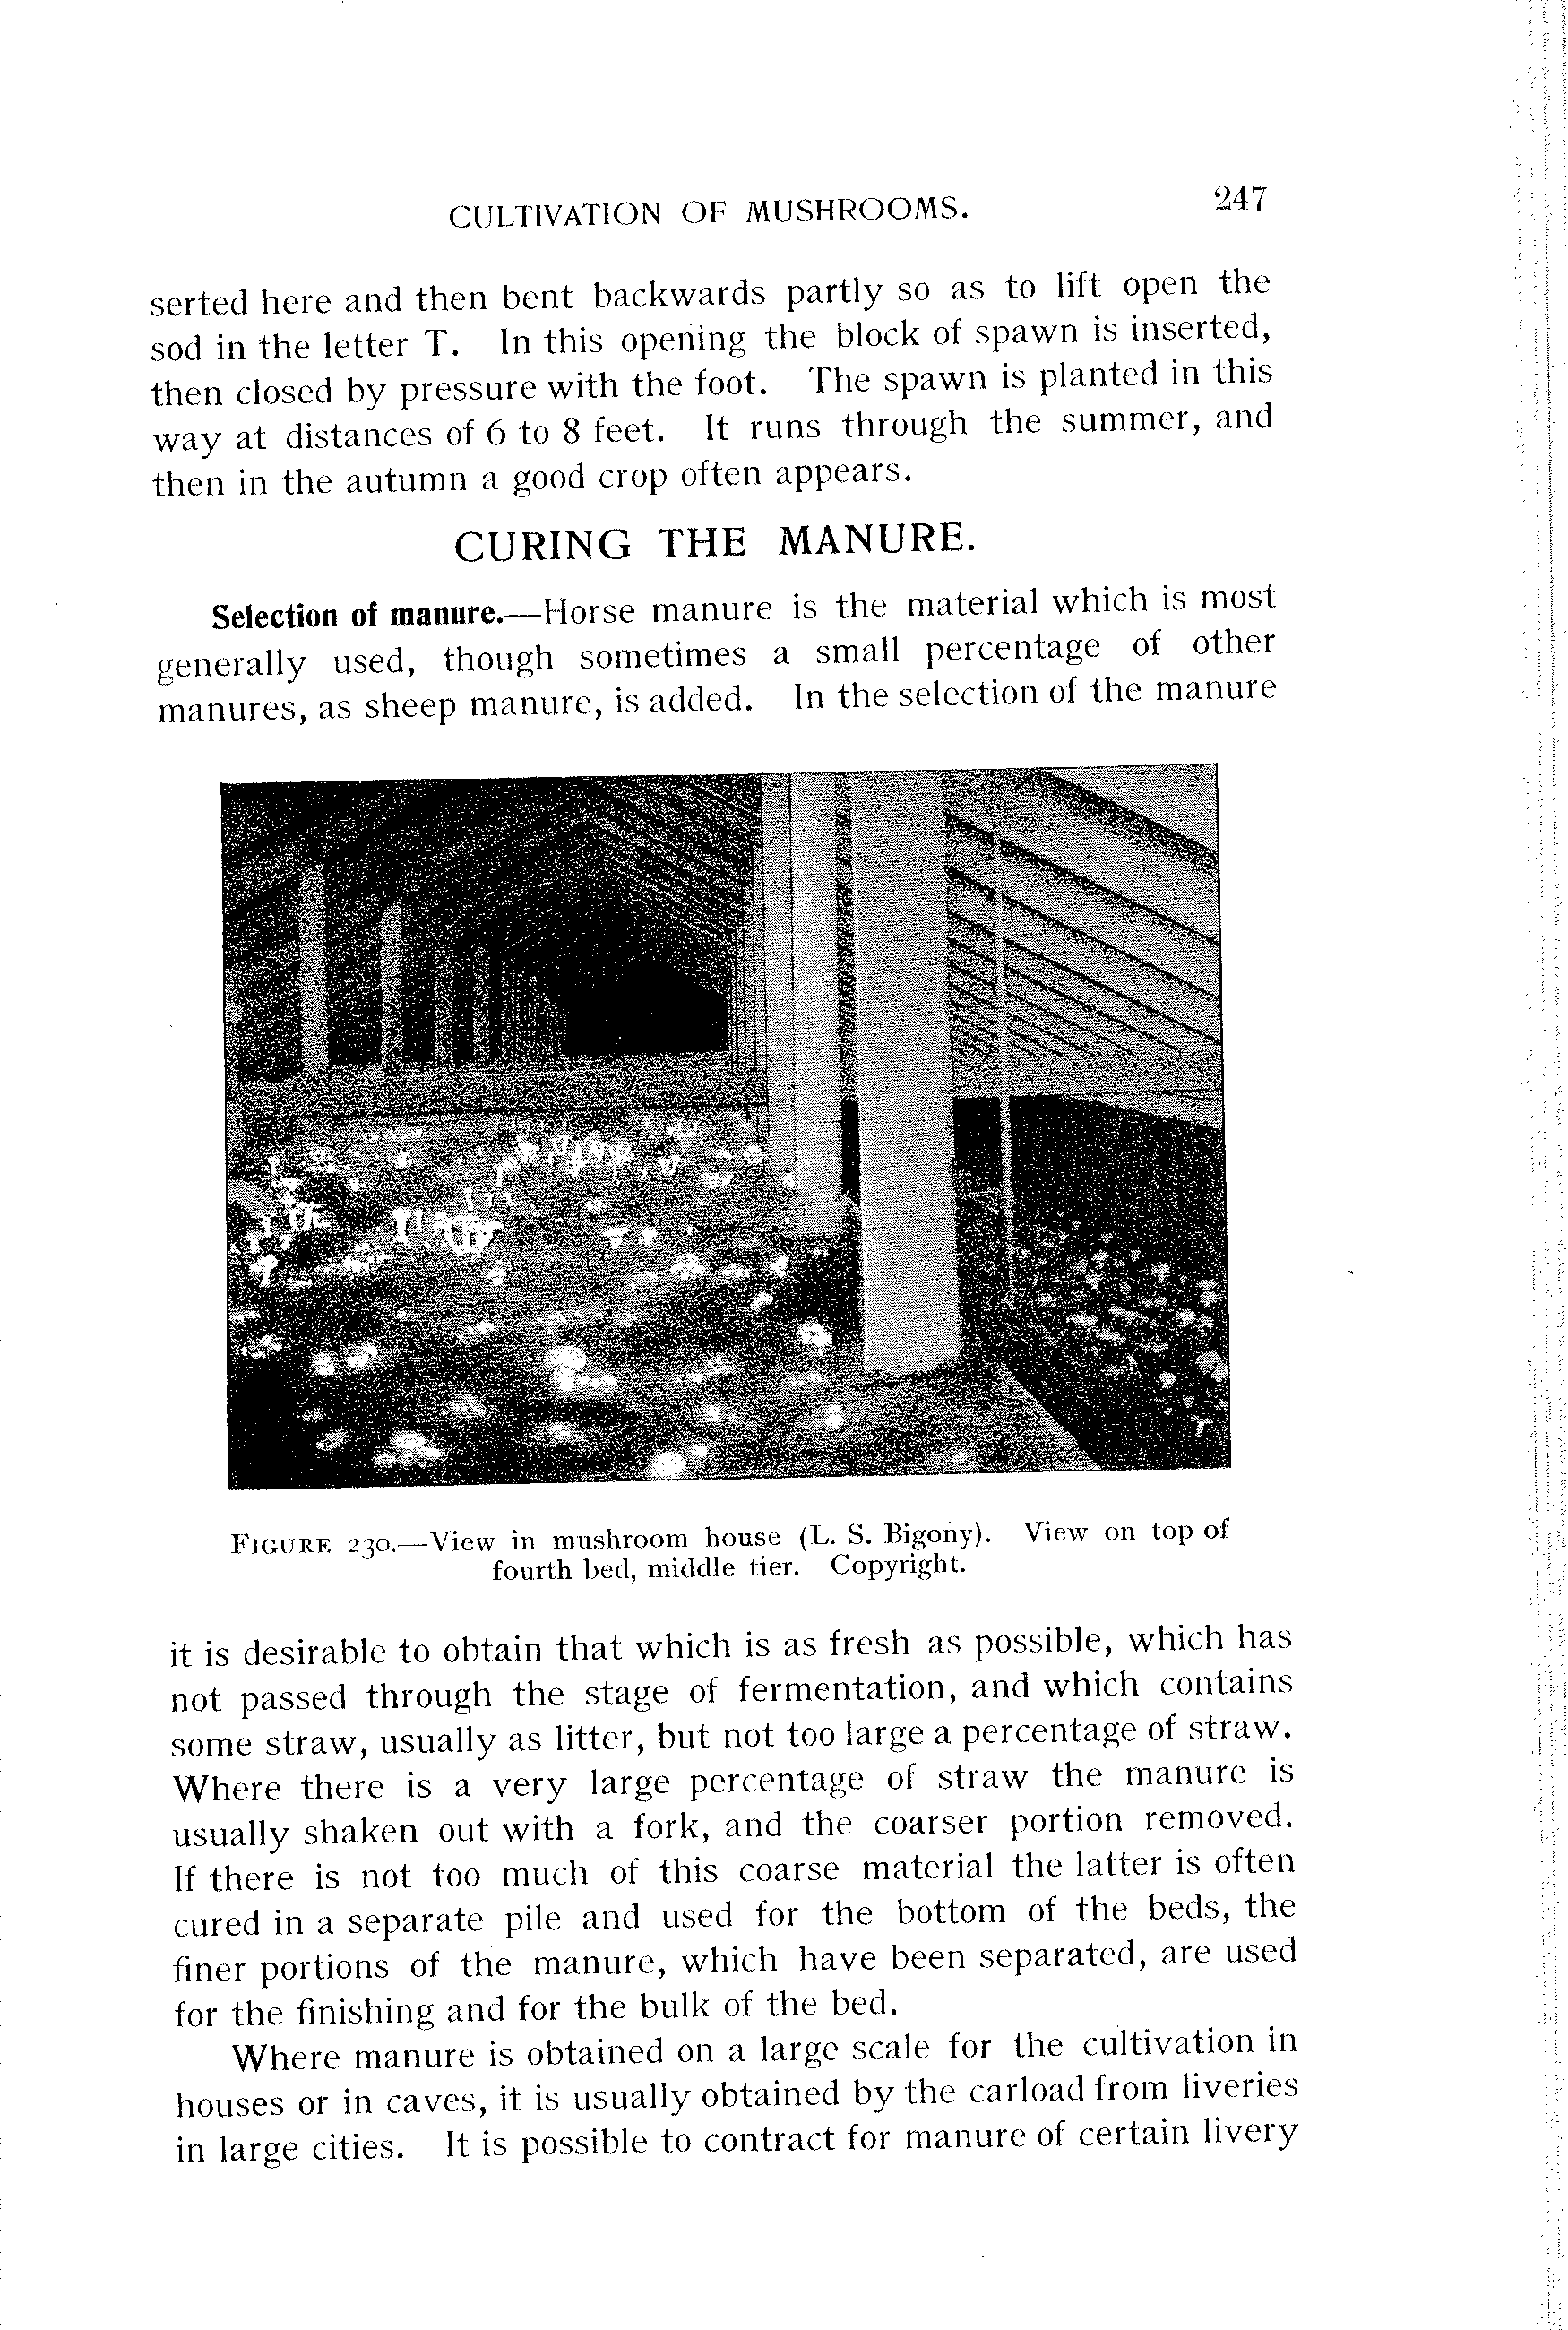 CULTIVATION OF MUSHROOMS. 247
serted here and then bent backwards partly so as to lift open the
sod in the letter T. In this opening the block of spawn is inserted,
then closed by pressure with the foot. The spawn is planted in this
way at distances of 6 to 8 feet. It runs through the summer, and
then in the autumn a good crop often appears.
CURING THE MANURE.
Selection of manure.—Horse manure is the material which is most
generally used, though sometimes a small percentage of other
manures, as sheep manure, is added. In the selection of the manure
FIGURE 230.—View in mushroom house (L. S. Bigony). View on top of
fourth bed, middle tier. Copyright.
it is desirable to obtain that which is as fresh as possible, which has
not passed through the stage of fermentation, and which contains
some straw, usually as litter, but not too large a percentage of straw.
Where there is a very large percentage of straw the manure is
usually shaken out with a fork, and the coarser portion removed.
If there is not too much of this coarse material the latter is often
cured in a separate pile and used for the bottom of the beds, the
finer portions of the manure, which have been separated, are used
for the finishing and for the bulk of the bed.
Where manure is obtained on a large scale for the cultivation in
houses or in caves, it is usually obtained by the carload from liveries
in large cities. It is possible to contract for manure of certain livery